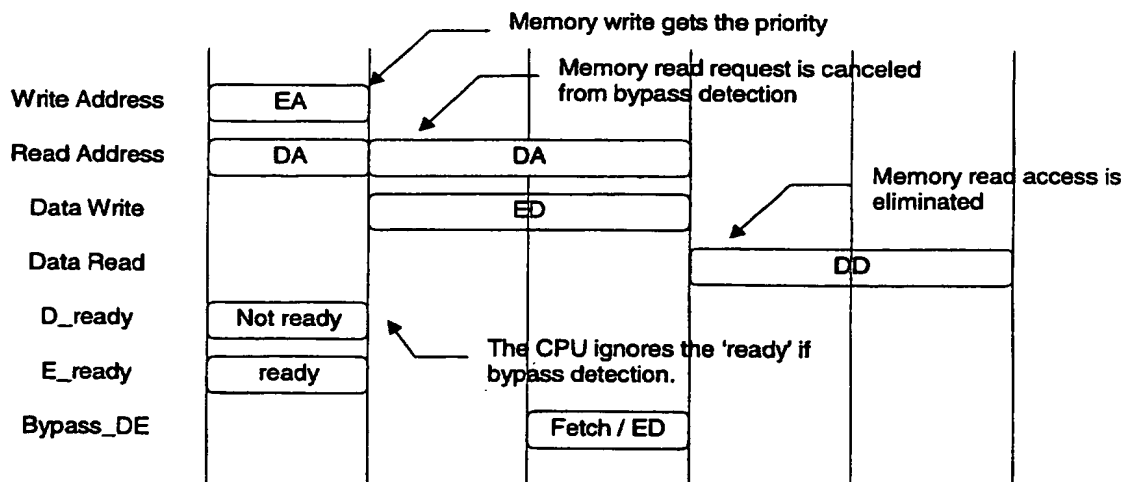 Memory write gets the priority
Memory read request is canceled
from bypass detection
Write Address
EA
Read Address
DA
DA
Memory read access is
eliminated
Data Write
ED
Data Read
DD
D_ready
Not ready
The CPU ignores the 'ready' if
bypass detection.
E_ready
ready
Bypass_DE
Fetch / ED